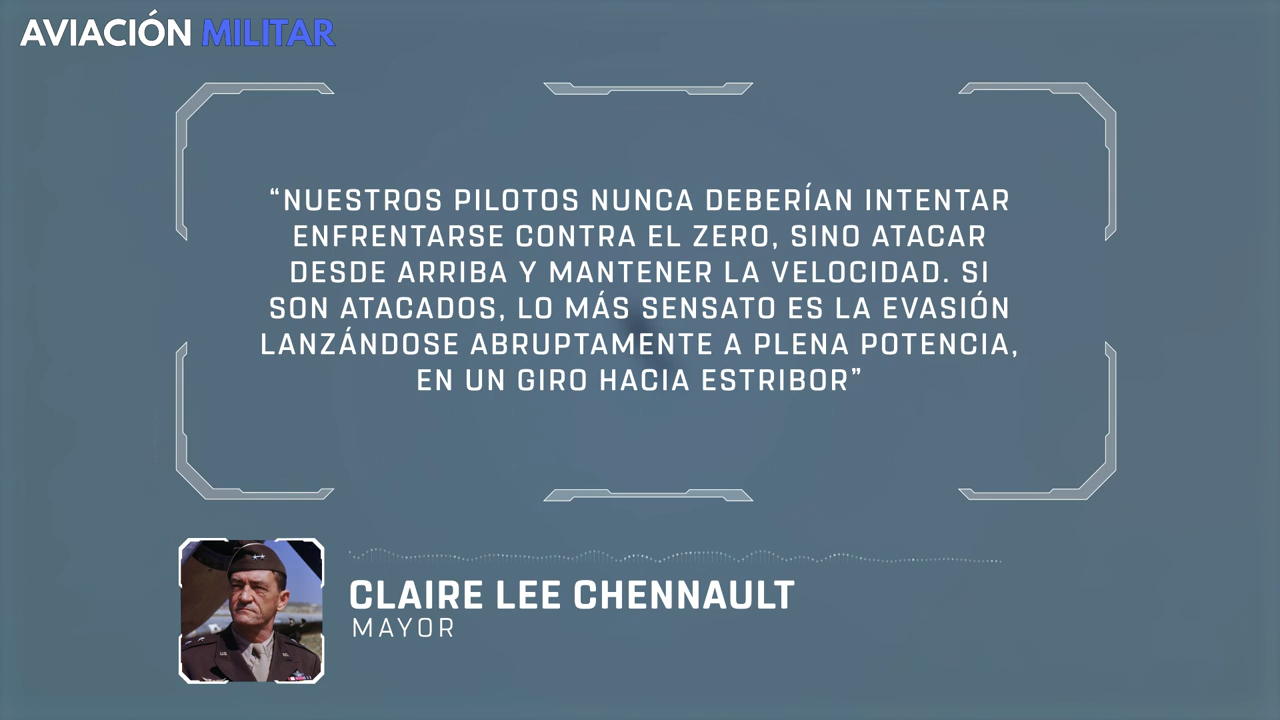 AVIACIÓN MILITAR
“NUESTROS PILOTOS NUNCA DEBERÍAN INTENTAR
ENFRENTARSE CONTRA EL ZERO, SINO ATACAR
DESDE ARRIBA Y MANTENER LA VELOCIDAD. SI
SON ATACADOS, LO MÁS SENSATO ES LA EVASIÓN
LANZÁNDOSE ABRUPTAMENTE A PLENA POTENCIA,
EN UN GIRO HACIA ESTRIBOR”
CLAIRE LEE CHENNAULT
MAYOR